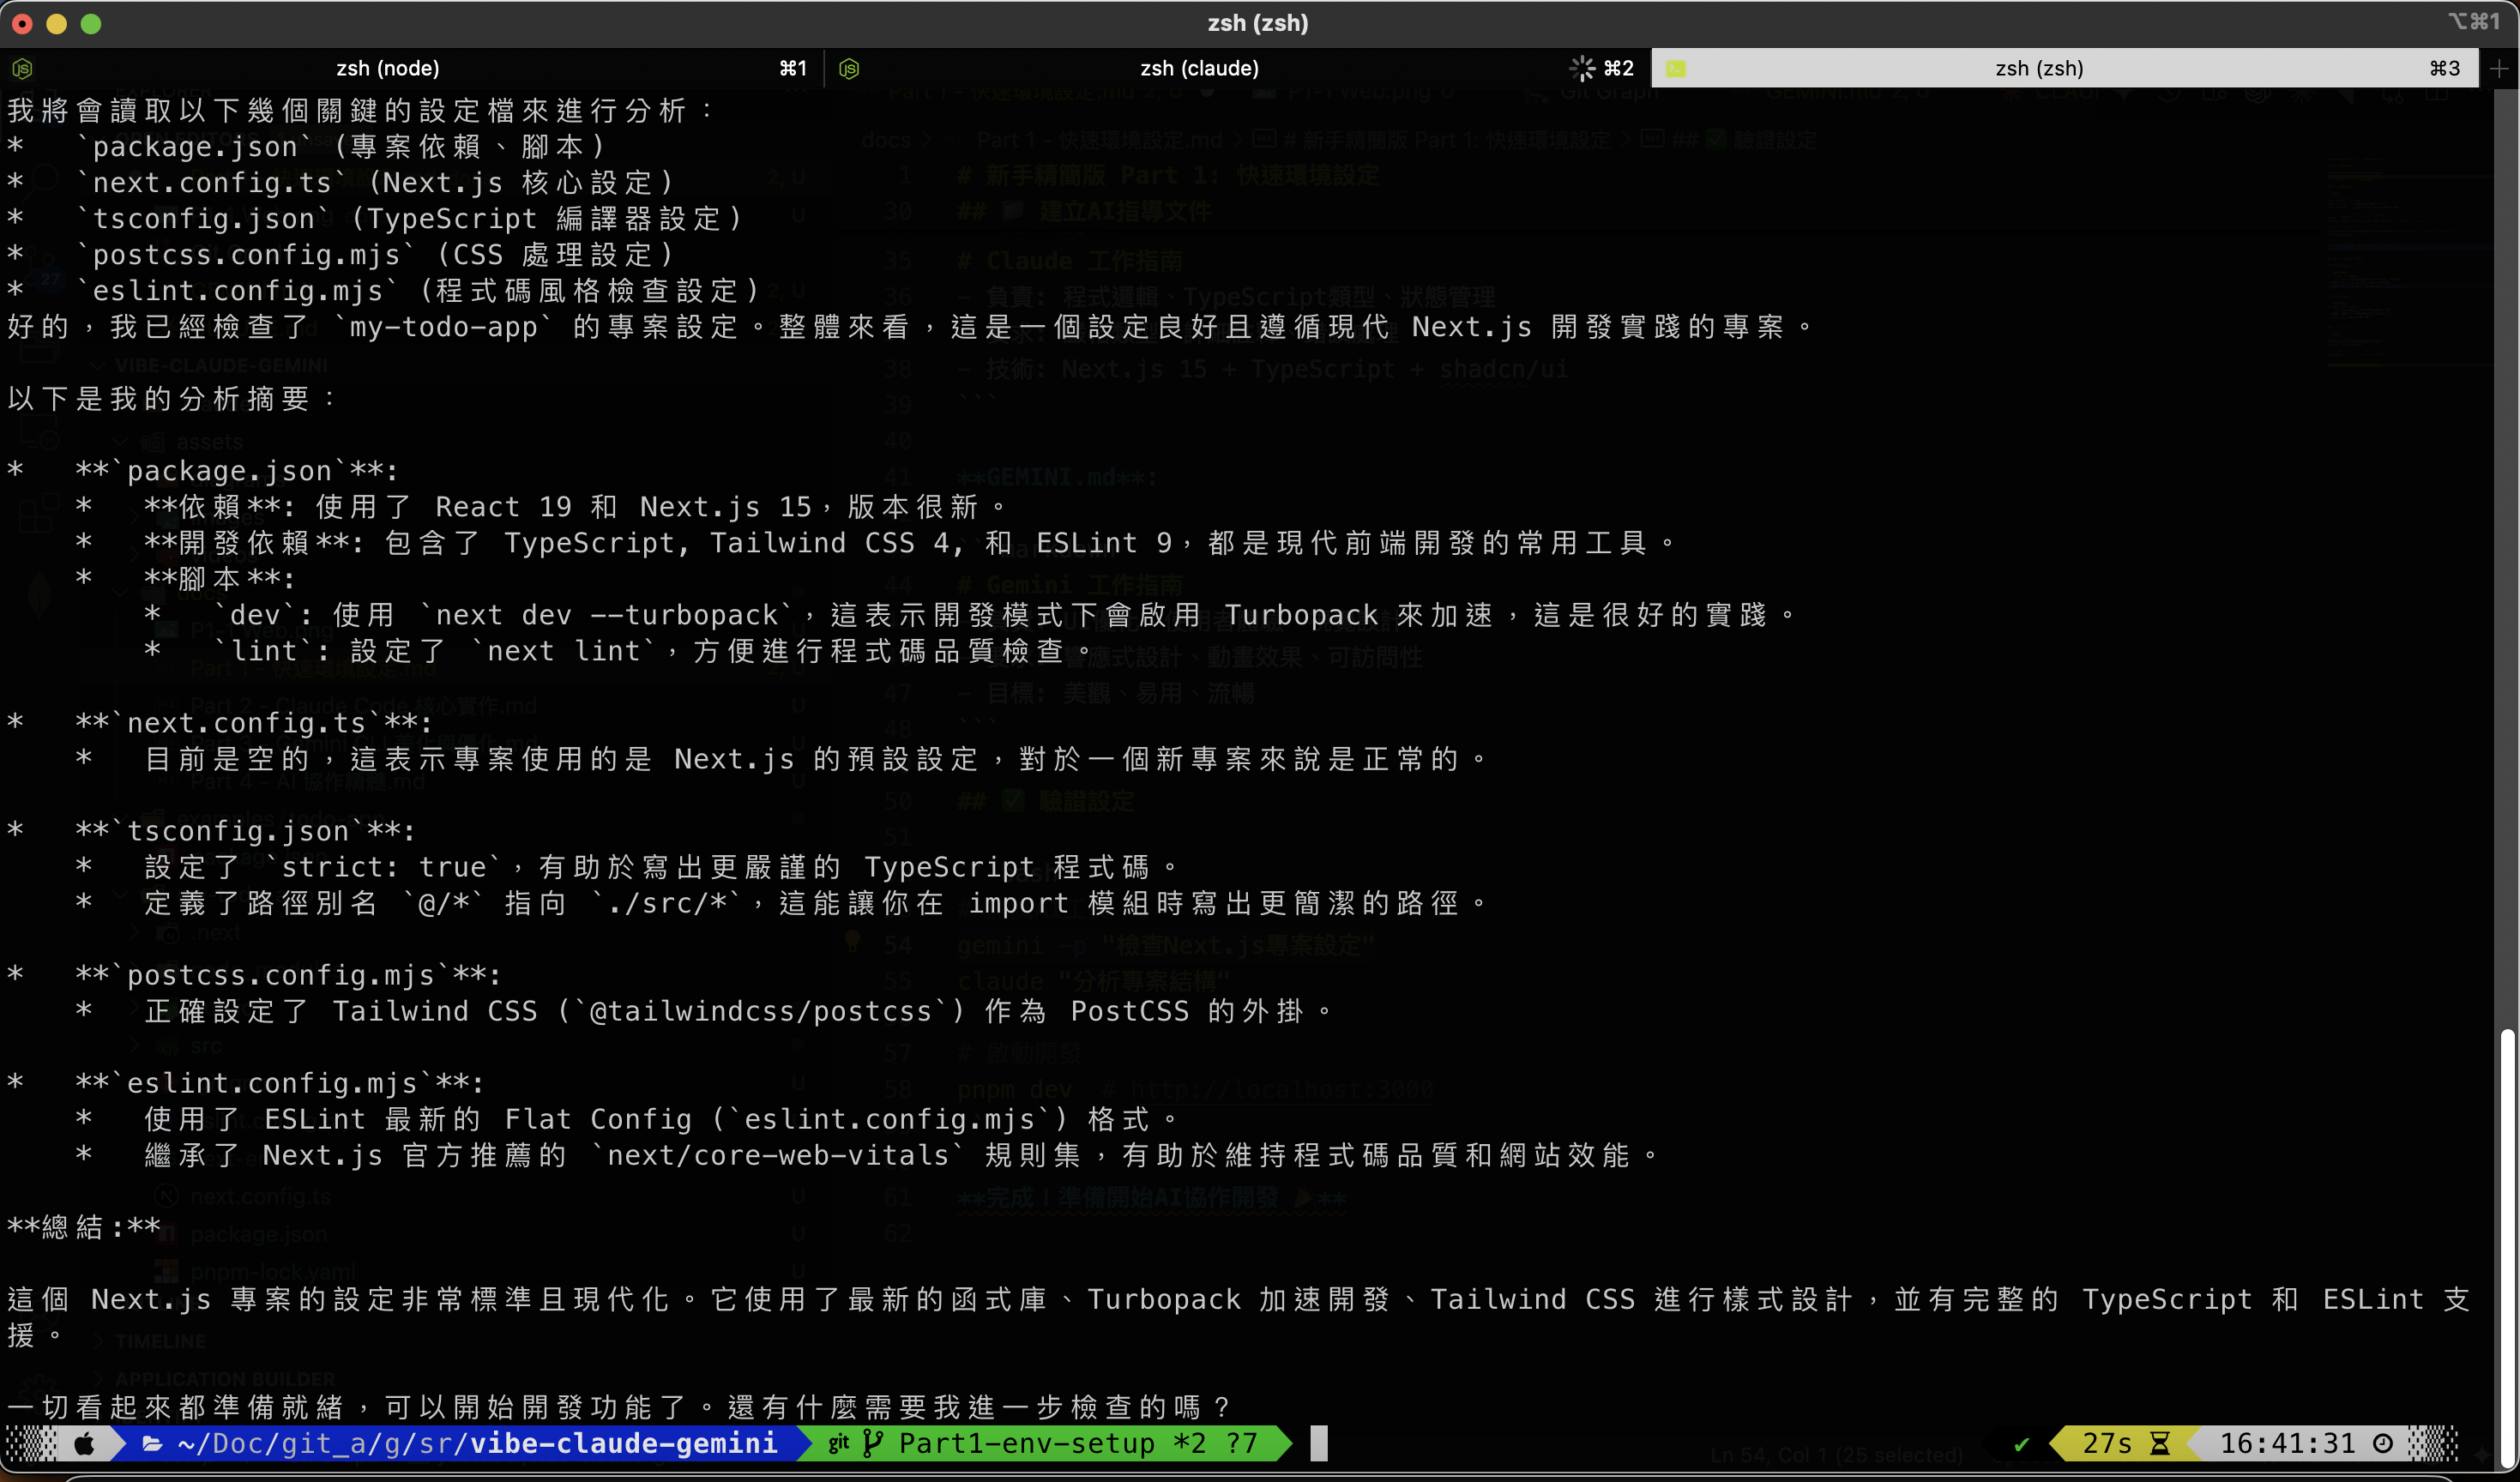 zsh (zsh)
⌥⌘1
zsh (node) ⌘1
zsh (claude) ⌘2
zsh (zsh) ⌘3
我將會讀取以下幾個關鍵的設定檔來進行分析：
*   `package.json` (專案依賴、腳本)
*   `next.config.ts` (Next.js 核心設定)
*   `tsconfig.json` (TypeScript 編譯器設定)
*   `postcss.config.mjs` (CSS 處理設定)
*   `eslint.config.mjs` (程式碼風格檢查設定)
好的，我已經檢查了 `my-todo-app` 的專案設定。整體來看，這是一個設定良好且遵循現代 Next.js 開發實踐的專案。
以下是我的分析摘要：
*   **`package.json`**:
    *   **依賴**: 使用了 React 19 和 Next.js 15，版本很新。
    *   **開發依賴**: 包含了 TypeScript, Tailwind CSS 4, 和 ESLint 9，都是現代前端開發的常用工具。
    *   **腳本**:
        *   `dev`: 使用 `next dev --turbopack`，這表示開發模式下會啟用 Turbopack 來加速，這是很好的實踐。
        *   `lint`: 設定了 `next lint`，方便進行程式碼品質檢查。
*   **`next.config.ts`**:
    *   目前是空的，這表示專案使用的是 Next.js 的預設設定，對於一個新專案來說是正常的。
*   **`tsconfig.json`**:
    *   設定了 `strict: true`，有助於寫出更嚴謹的 TypeScript 程式碼。
    *   定義了路徑別名 `@/*` 指向 `./src/*`，這能讓你在 import 模組時寫出更簡潔的路徑。
*   **`postcss.config.mjs`**:
    *   正確設定了 Tailwind CSS (`@tailwindcss/postcss`) 作為 PostCSS 的外掛。
*   **`eslint.config.mjs`**:
    *   使用了 ESLint 最新的 Flat Config (`eslint.config.mjs`) 格式。
    *   繼承了 Next.js 官方推薦的 `next/core-web-vitals` 規則集，有助於維持程式碼品質和網站效能。
**總結:**
這個 Next.js 專案的設定非常標準且現代化。它使用了最新的函式庫、Turbopack 加速開發、Tailwind CSS 進行樣式設計，並有完整的 TypeScript 和 ESLint 支
援。
一切看起來都準備就緒，可以開始開發功能了。還有什麼需要我進一步檢查的嗎？
~/Doc/git_a/g/sr/vibe-claude-gemini git Part1-env-setup *2 ?7 ✔ 27s 16:41:31